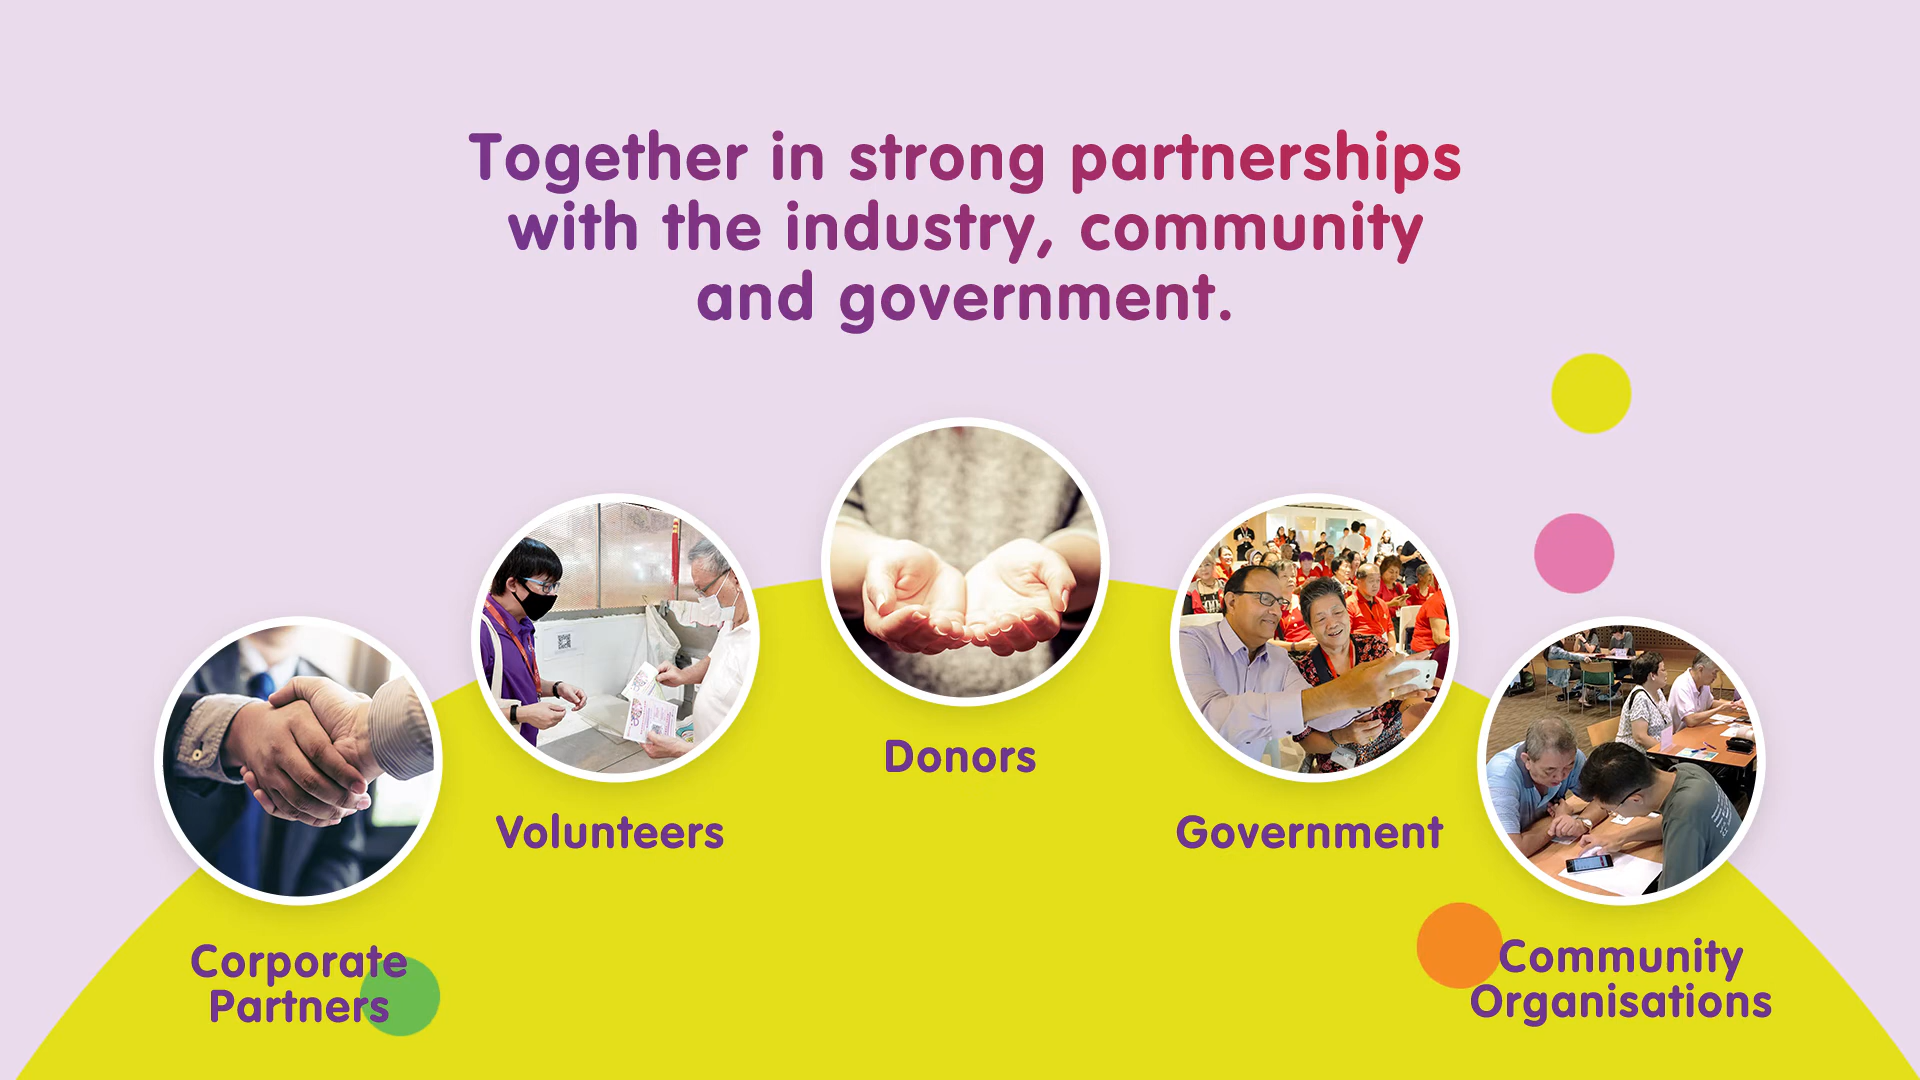 Together in strong partnerships
with the industry, community
and government.
Donors
Volunteers
Government
Corporate
Partners
Community
Organisations